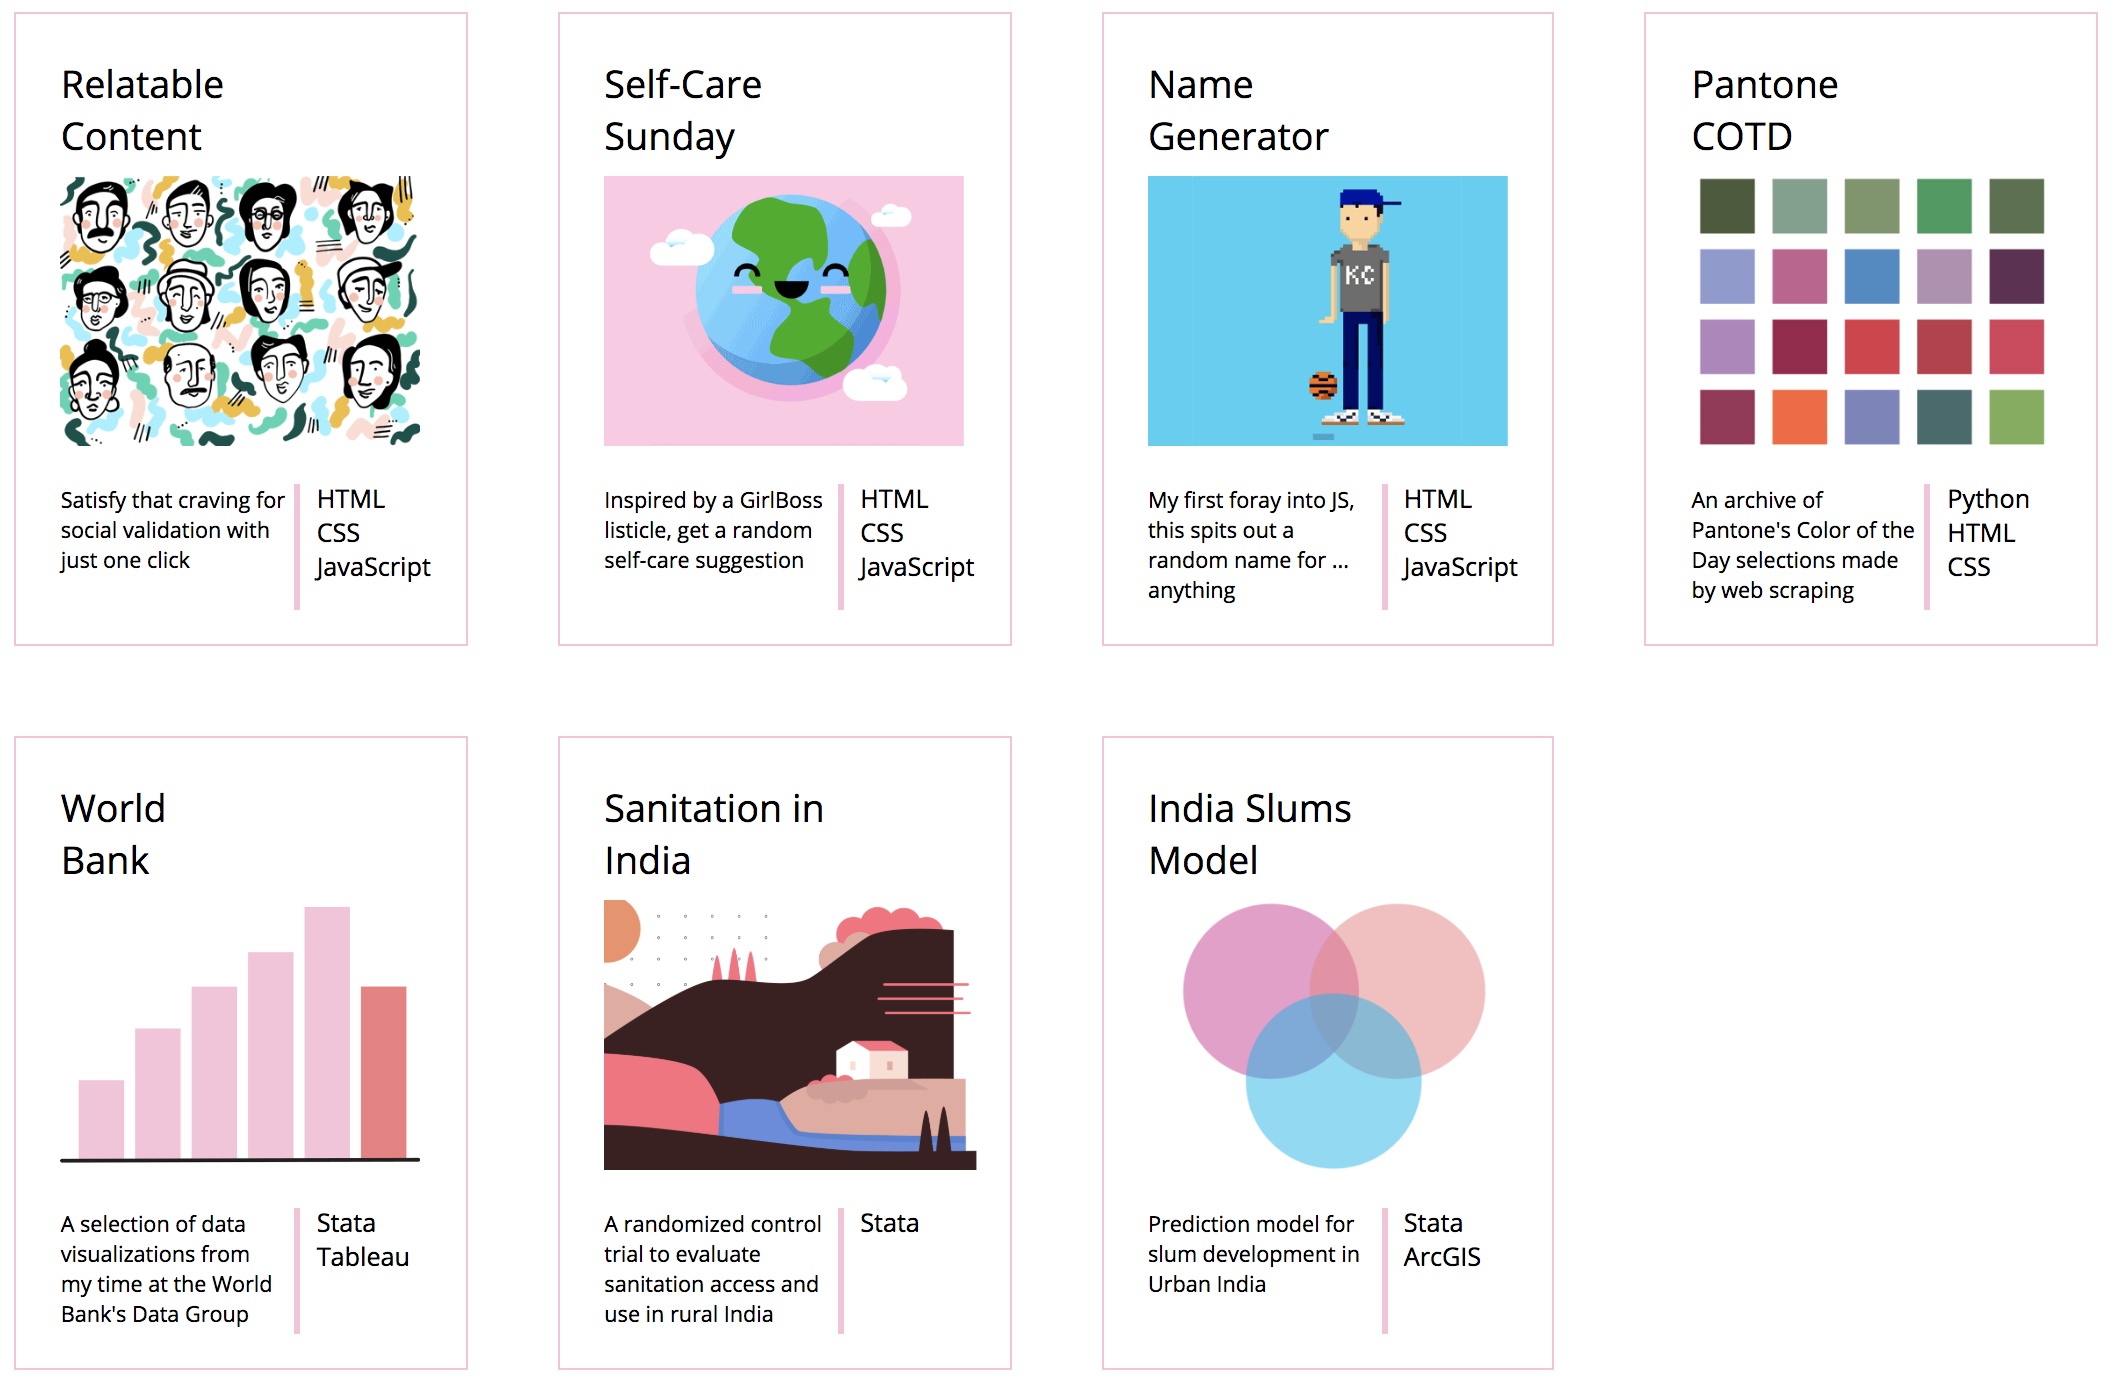 Relatable
Content
Satisfy that craving for
social validation with
just one click
HTML
CSS
JavaScript
Self-Care
Sunday
Inspired by a GirlBoss
listicle, get a random
self-care suggestion
HTML
CSS
JavaScript
Name
Generator
KC
My first foray into JS,
this spits out a
random name for ...
anything
HTML
CSS
JavaScript
Pantone
COTD
An archive of
Pantone's Color of the
Day selections made
by web scraping
Python
HTML
CSS
World
Bank
A selection of data
visualizations from
my time at the World
Bank's Data Group
Stata
Tableau
Sanitation in
India
A randomized control
trial to evaluate
sanitation access and
use in rural India
Stata
India Slums
Model
Prediction model for
slum development in
Urban India
Stata
ArcGIS